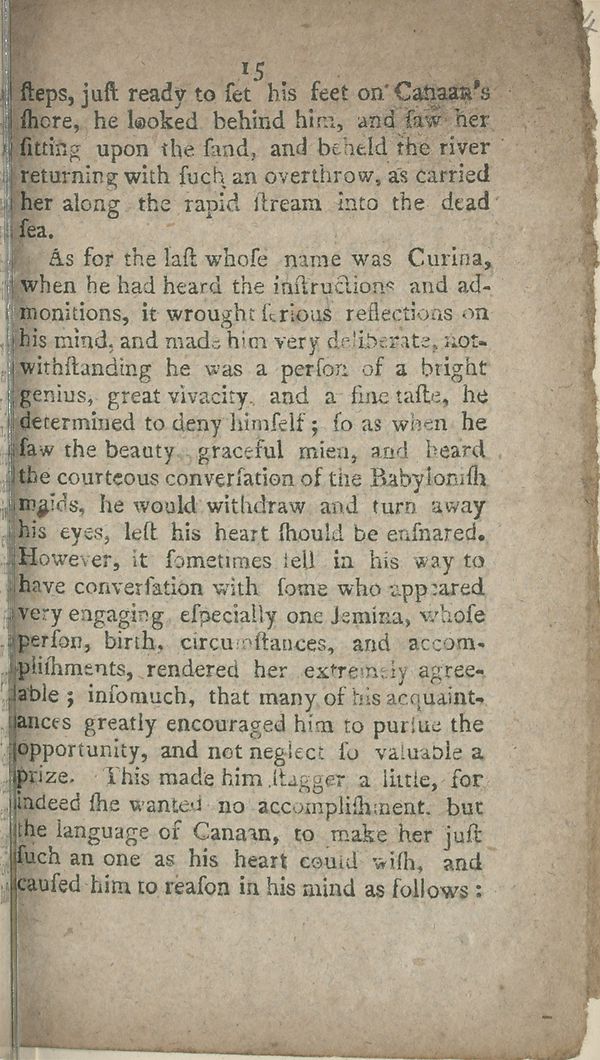 15
ſteps, juſt ready to ſet his feet on Canaan's
ſhore, he looked behind him, and ſaw her
ſitting upon the ſand, and beheld the river
returning with ſuch an overthrow, as carried
her along the rapid ſtream into the dead
ſea.
As for the laſt whoſe name was Curina,
when he had heard the inſtructions and ad-
monitions, it wrought ſerious reflections on
his mind, and made him very deliberate, not-
withſtanding he was a perſon of a bright
genius, great vivacity, and a fine taſte, he
determined to deny himſelf; ſo as when he
ſaw the beauty, graceful mien, and heard
the courteous converſation of the Babyloniſh
maids, he would withdraw and turn away
his eyes, leſt his heart ſhould be enſnared.
However, it ſometimes fell in his way to
have converſation with ſome who appeared
very engaging eſpecially one Jemina, whoſe
perſon, birth, circumſtances, and accom-
pliſhments, rendered her extremely agree-
able; inſomuch, that many of his acquaint-
ances greatly encouraged him to purſue the
opportunity, and not neglect ſo valuable a
prize. This made him ſtagger a little, for
indeed ſhe wanted no accompliſhment, but
the language of Canaan, to make her juſt
ſuch an one as his heart could wiſh, and
cauſed him to reaſon in his mind as follows: